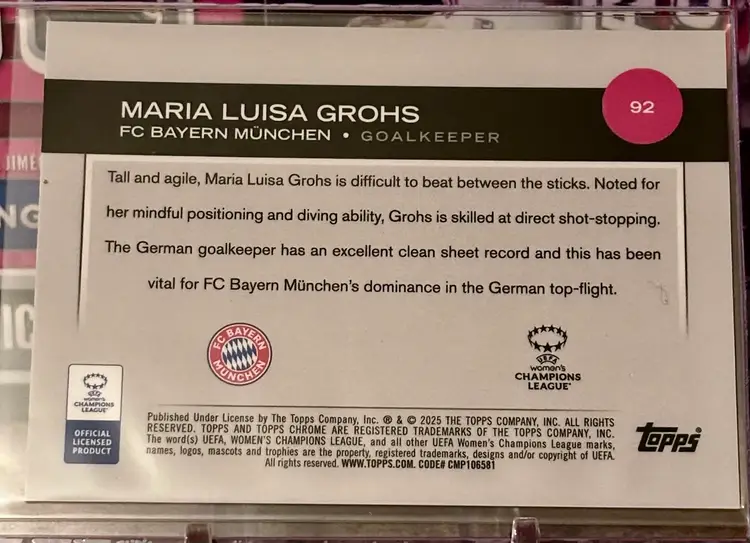 MARIA LUISA GROHS
FC BAYERN MÜNCHEN • GOALKEEPER
92
Tall and agile, Maria Luisa Grohs is difficult to beat between the sticks. Noted for
her mindful positioning and diving ability, Grohs is skilled at direct shot-stopping.
The German goalkeeper has an excellent clean sheet record and this has been
vital for FC Bayern München's dominance in the German top-flight.
FC BAYERN
MÜNCHEN
UEFA
women's
CHAMPIONS
LEAGUE
women's
CHAMPIONS
LEAGUE
OFFICIAL
LICENSED
PRODUCT
Published Under License by The Topps Company, Inc. ® & © 2025 THE TOPPS COMPANY, INC. ALL RIGHTS
RESERVED. TOPPS AND TOPPS CHROME ARE REGISTERED TRADEMARKS OF THE TOPPS COMPANY, INC.
The word(s) UEFA, WOMEN'S CHAMPIONS LEAGUE, and all other UEFA Women's Champions League marks,
names, logos, mascots and trophies are the property, registered trademarks, designs and/or copyright of UEFA.
All rights reserved. WWW.TOPPS.COM. CODE# CMP106581
topps
JIME
NG
IC